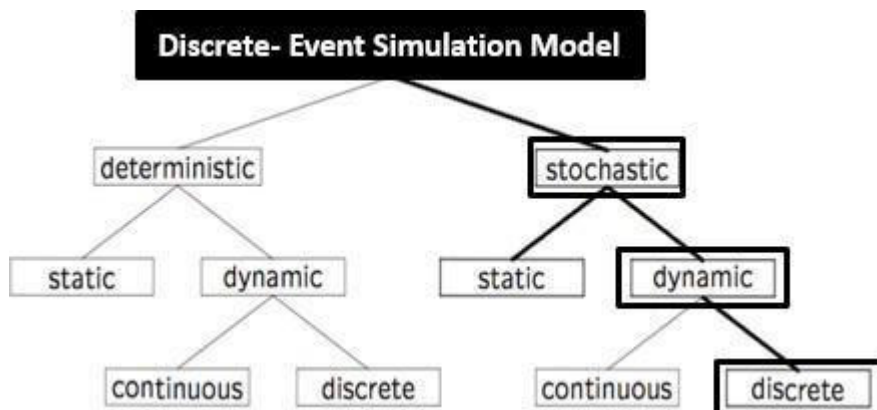 Discrete- Event Simulation Model
deterministic
stochastic
static
dynamic
static
dynamic
continuous
discrete
continuous
discrete